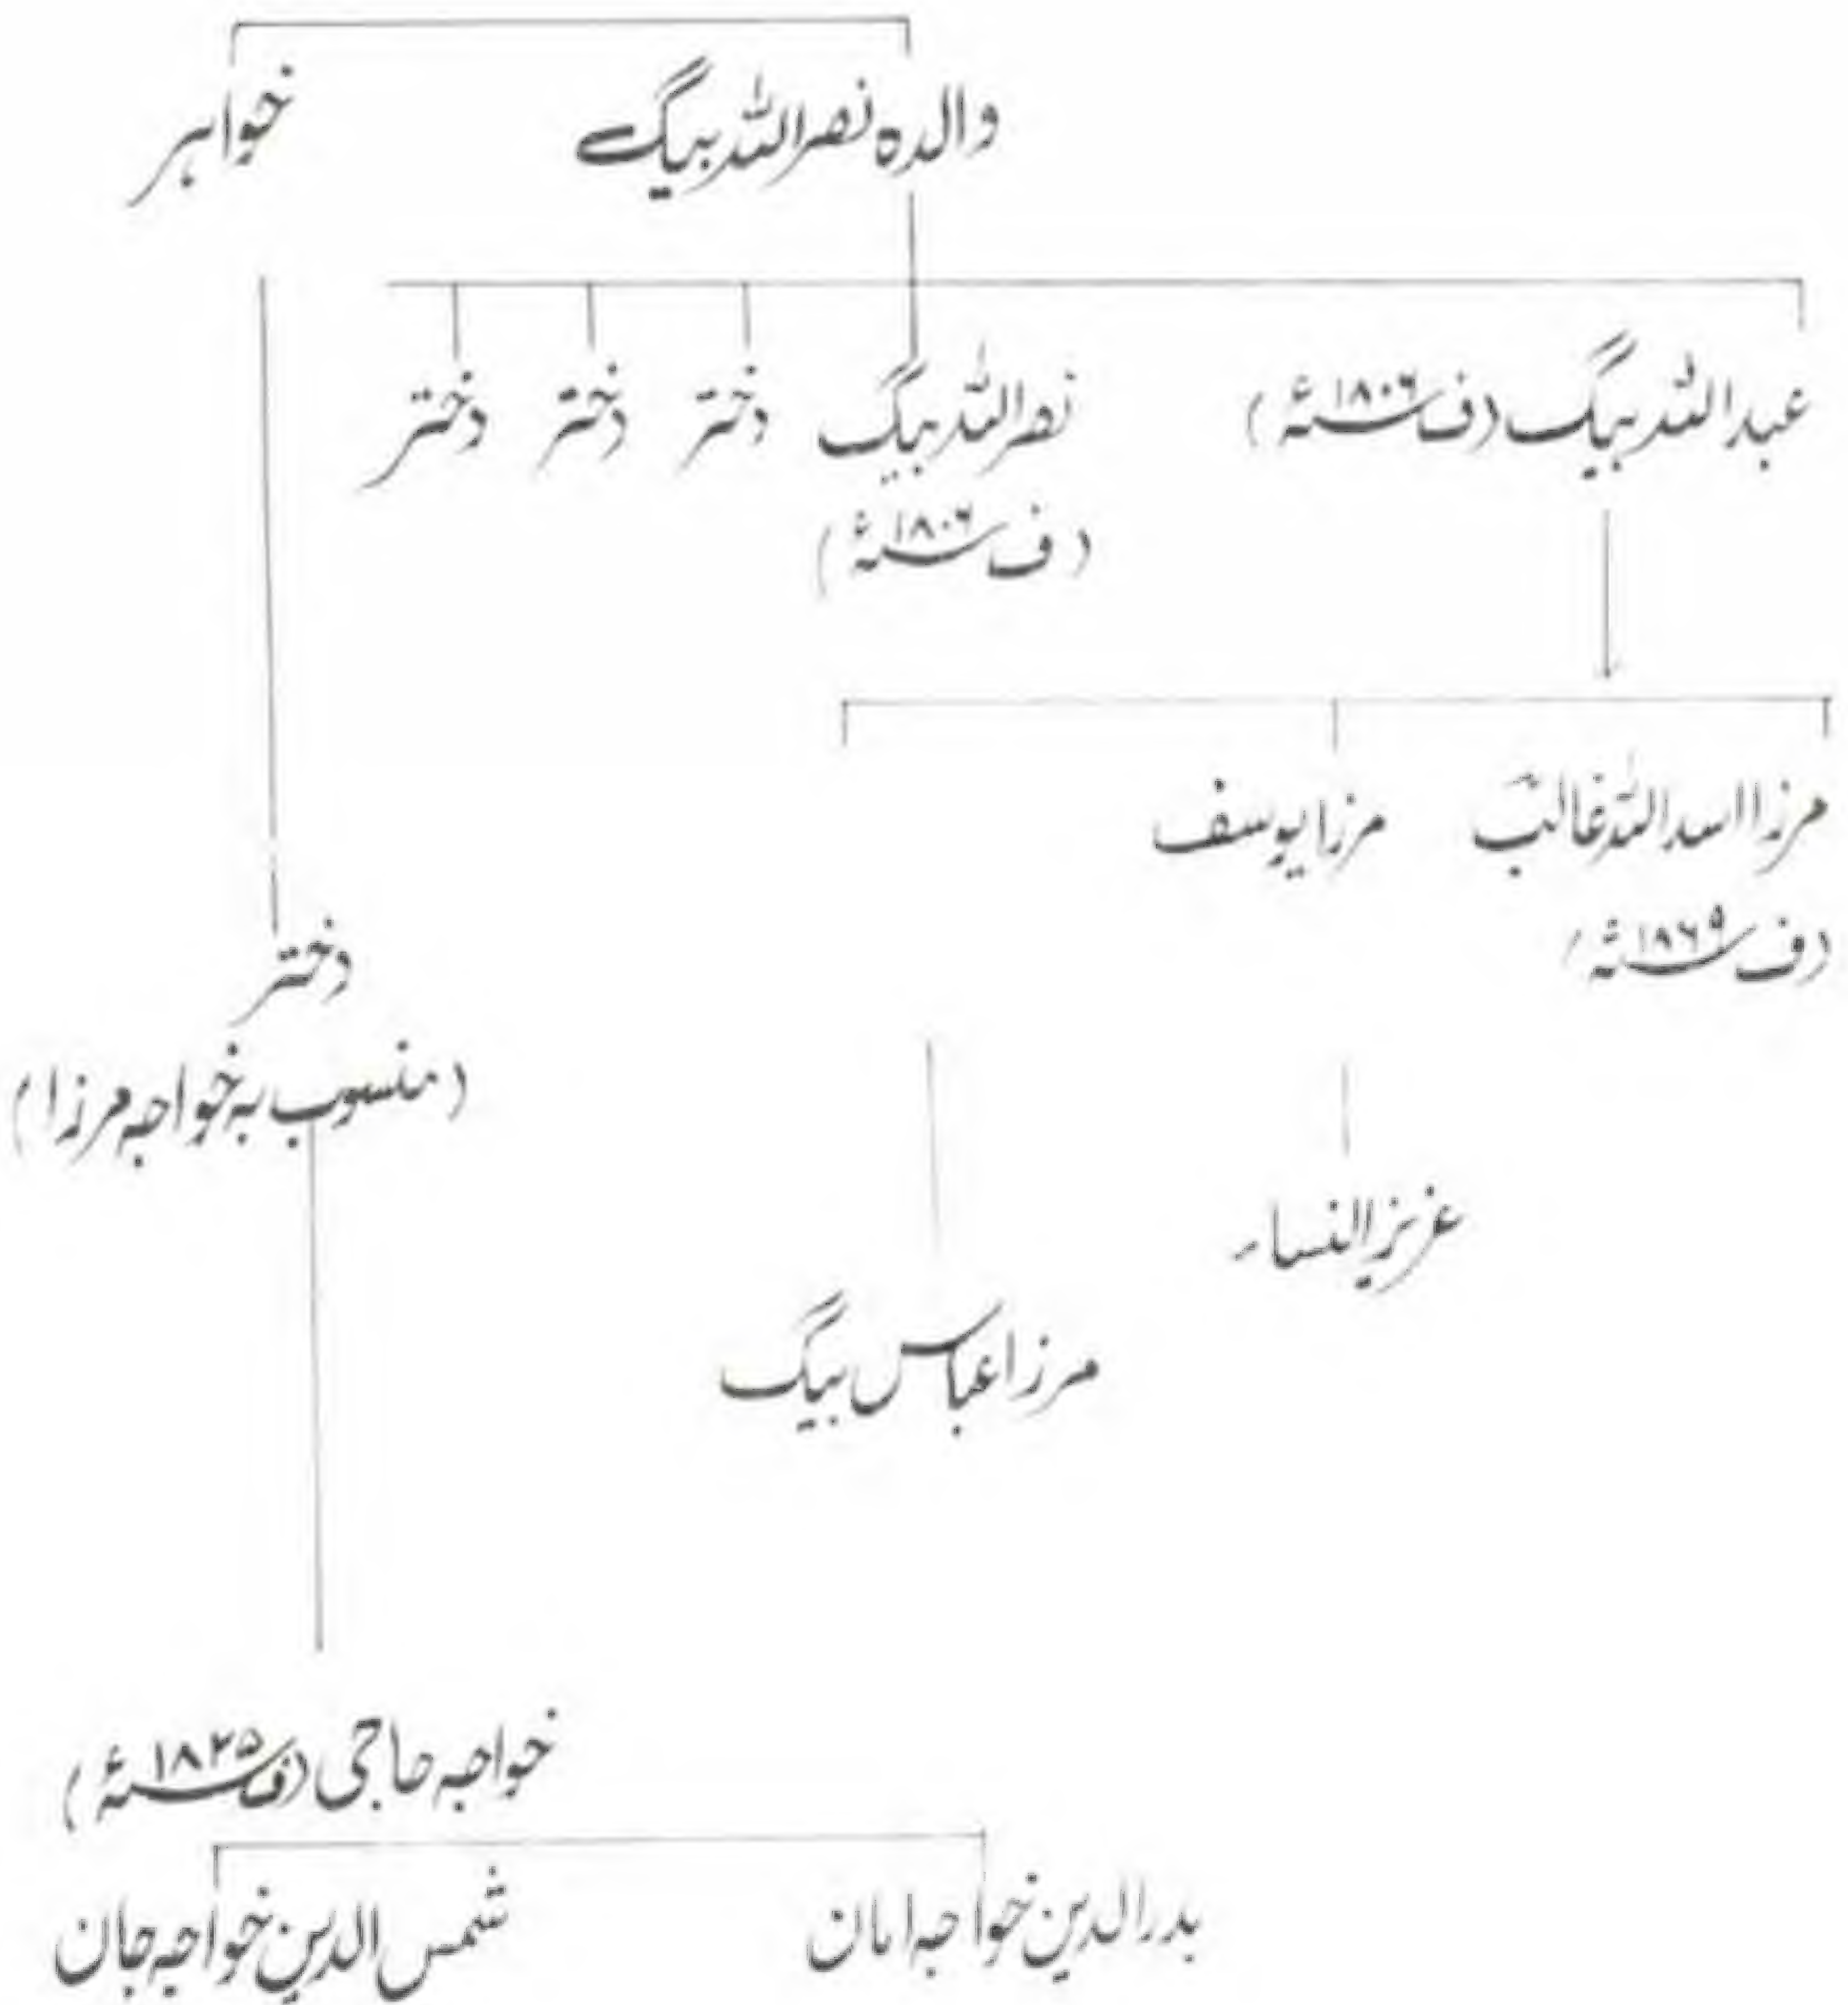 والدہ نصراللہ بیگ
خواہر
عبداللہ بیگ (ف ۱۸۰۶ء)
نصراللہ بیگ
دختر
دختر
دختر
(ف ۱۸۰۶ء)
مرزا اسداللہ غالب
مرزا یوسف
(ف ۱۸۶۹ء)
دختر
(منسوب بہ خواجہ مرزا)
عزیز النساء
مرزا عباس بیگ
خواجہ حاجی (ف ۱۸۲۵ء)
بدرالدین خواجہ امان
شمس الدین خواجہ جان